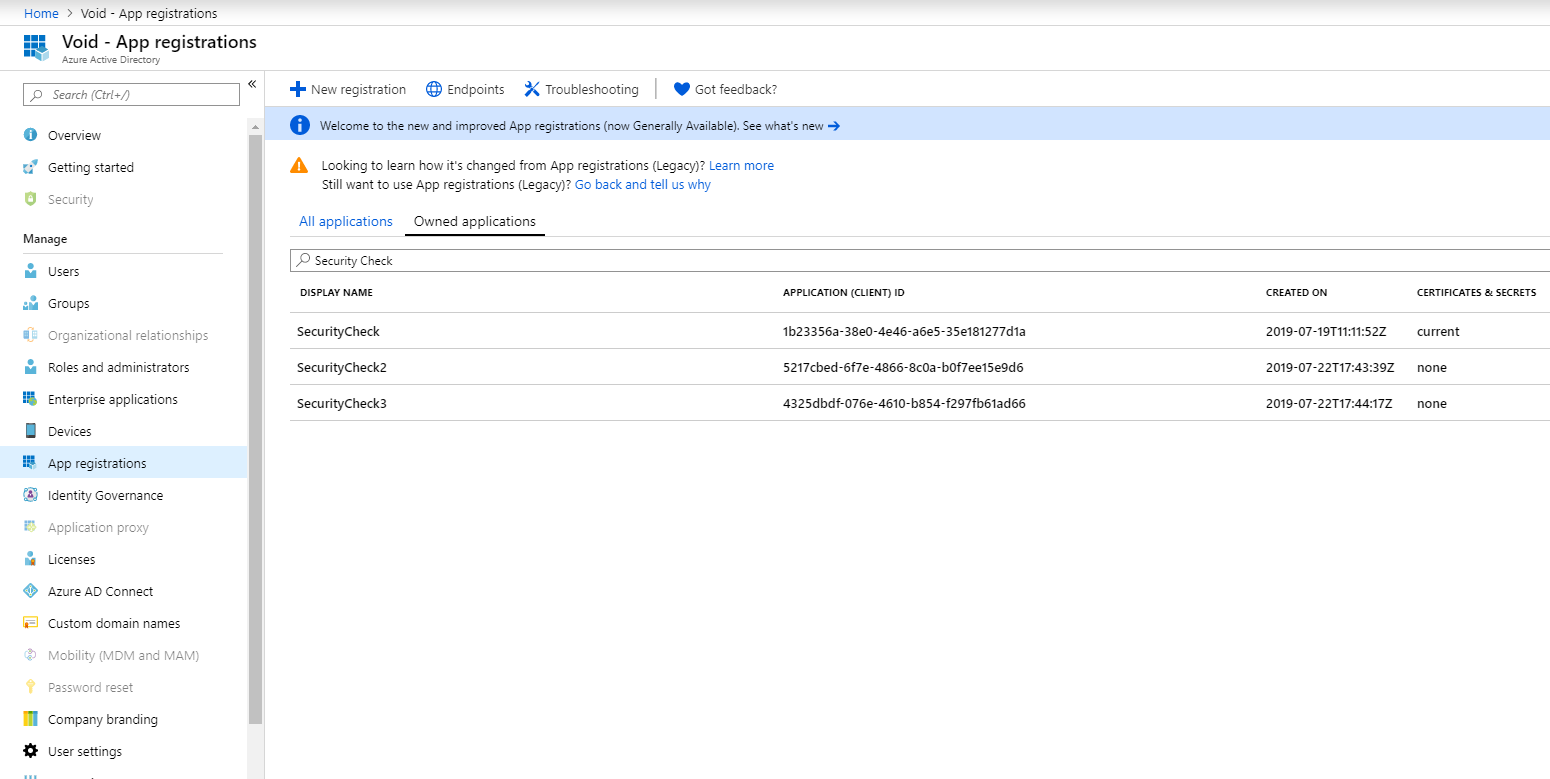 Home > Void - App registrations
Void - App registrations
Azure Active Directory
Search (Ctrl+/)
«
Overview
Getting started
Security
Manage
Users
Groups
Organizational relationships
Roles and administrators
Enterprise applications
Devices
App registrations
Identity Governance
Application proxy
Licenses
Azure AD Connect
Custom domain names
Mobility (MDM and MAM)
Password reset
Company branding
User settings
New registration Endpoints Troubleshooting Got feedback?
Welcome to the new and improved App registrations (now Generally Available). See what's new →
Looking to learn how it's changed from App registrations (Legacy)? Learn more
Still want to use App registrations (Legacy)? Go back and tell us why
All applications Owned applications
Security Check
DISPLAY NAME APPLICATION (CLIENT) ID CREATED ON CERTIFICATES & SECRETS
SecurityCheck 1b23356a-38e0-4e46-a6e5-35e181277d1a 2019-07-19T11:11:52Z current
SecurityCheck2 5217cbed-6f7e-4866-8c0a-b0f7ee15e9d6 2019-07-22T17:43:39Z none
SecurityCheck3 4325dbdf-076e-4610-b854-f297fb61ad66 2019-07-22T17:44:17Z none